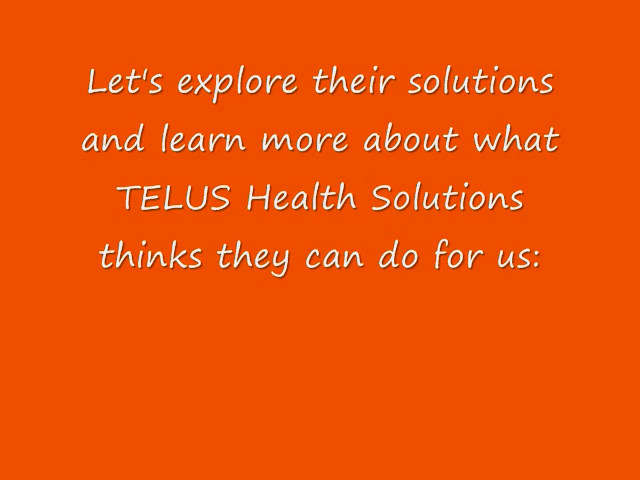 Let's explore their solutions
and learn more about what
TELUS Health Solutions
thinks they can do for us: